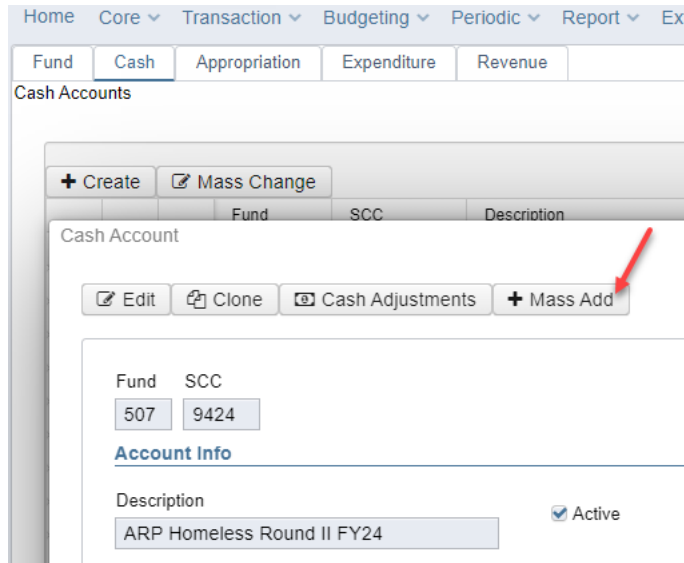 Home Core Transaction Budgeting Periodic Report Ex
Fund Cash Appropriation Expenditure Revenue
Cash Accounts
Create Mass Change
Fund SCC Description
Cash Account
Edit Clone Cash Adjustments Mass Add
Fund SCC
507 9424
Account Info
Description
Active
ARP Homeless Round II FY24